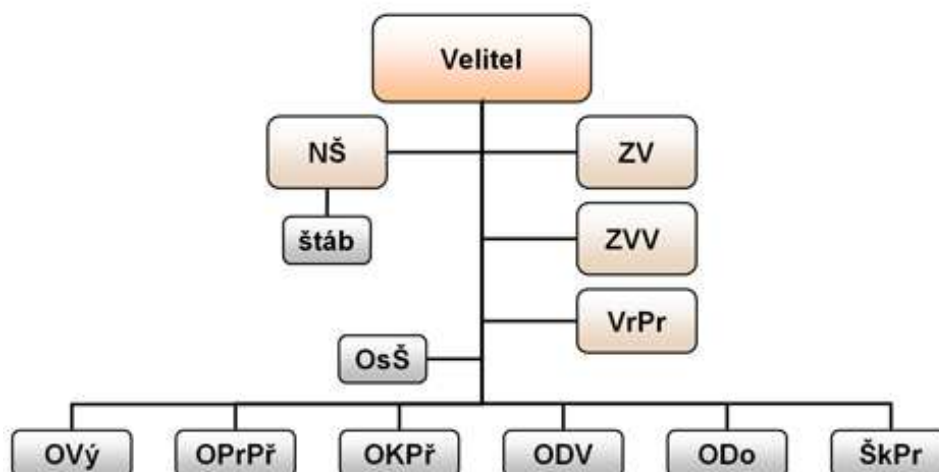 Velitel
NŠ
ZV
štáb
ZVV
VrPr
OsŠ
OVý
OPrPř
OKPř
ODV
ODo
ŠkPr